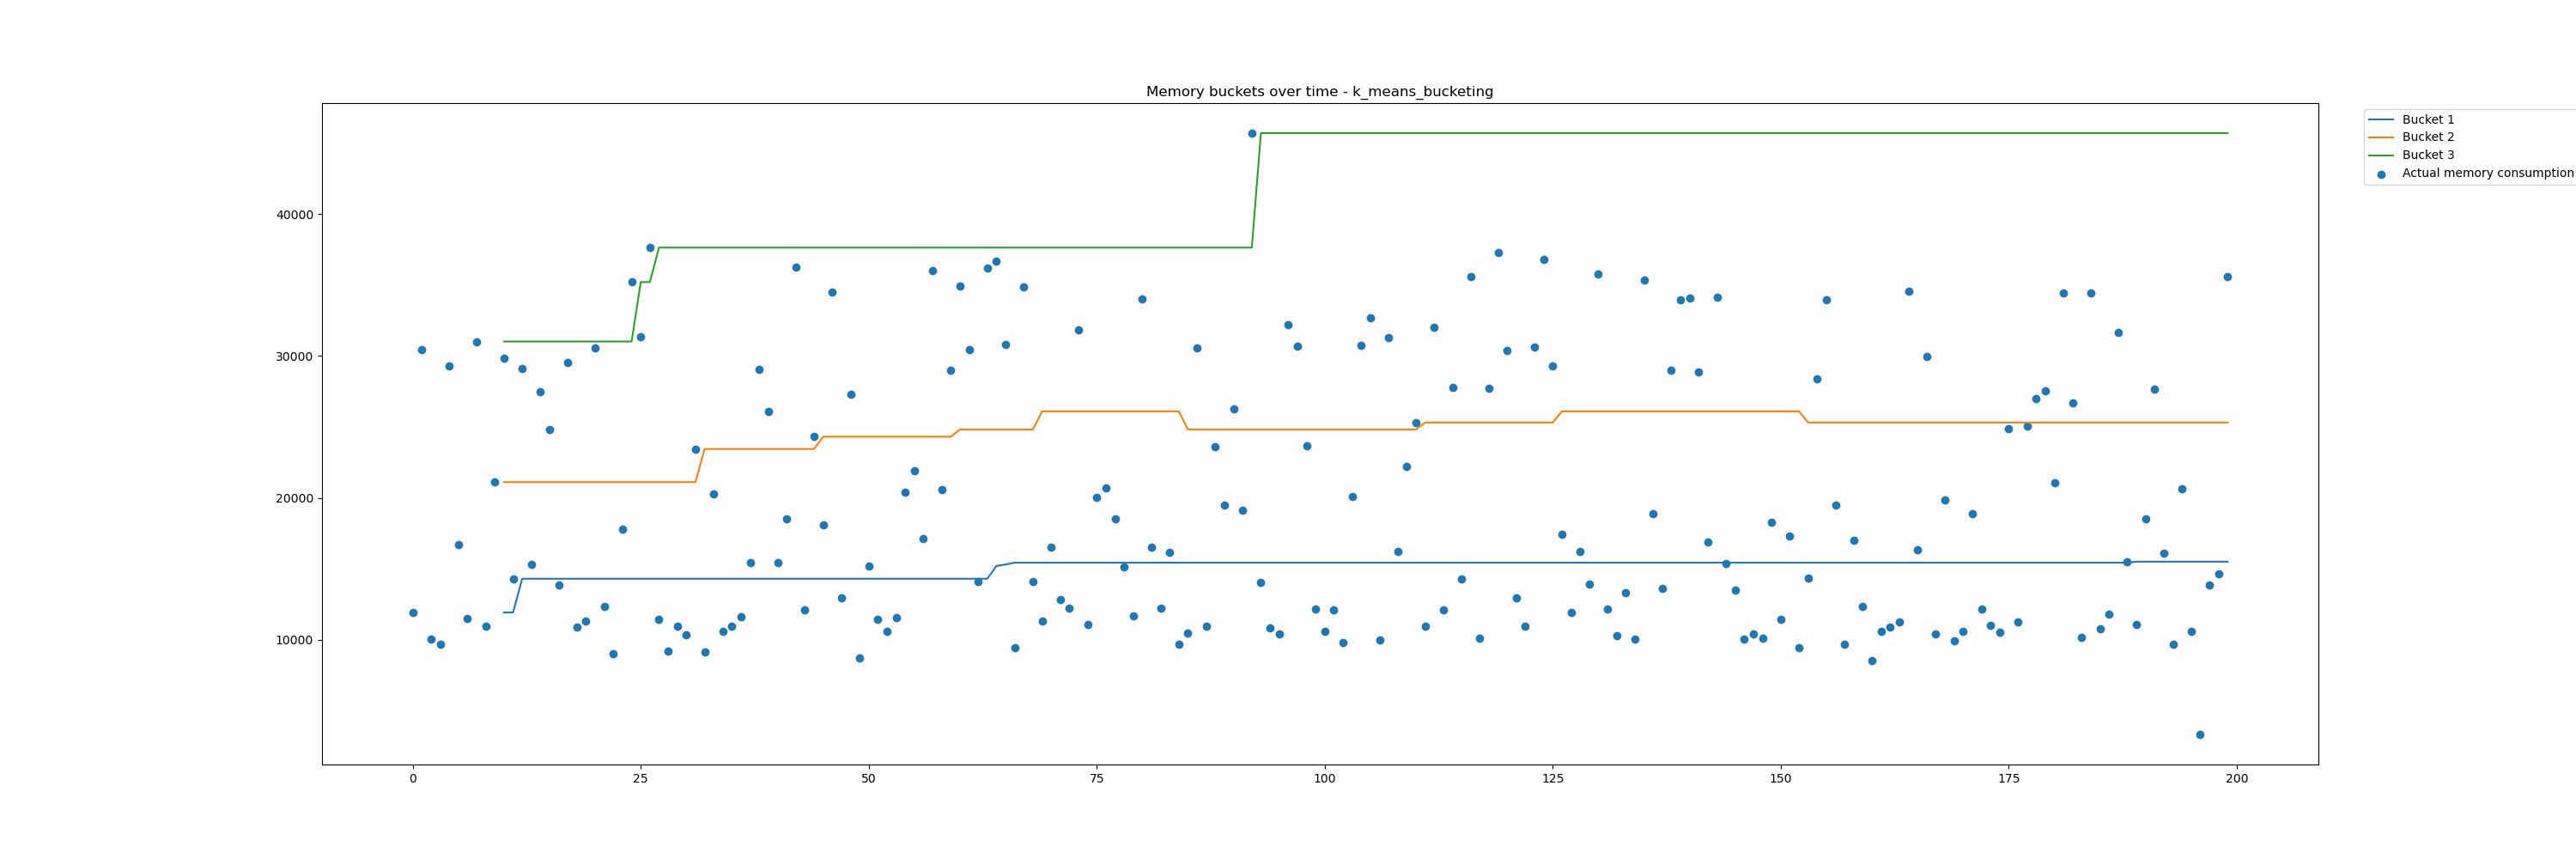 Memory buckets over time - k_means_bucketing
Bucket 1
Bucket 2
Bucket 3
Actual memory consumption
40000
30000
20000
10000
0 25 50 75 100 125 150 175 200